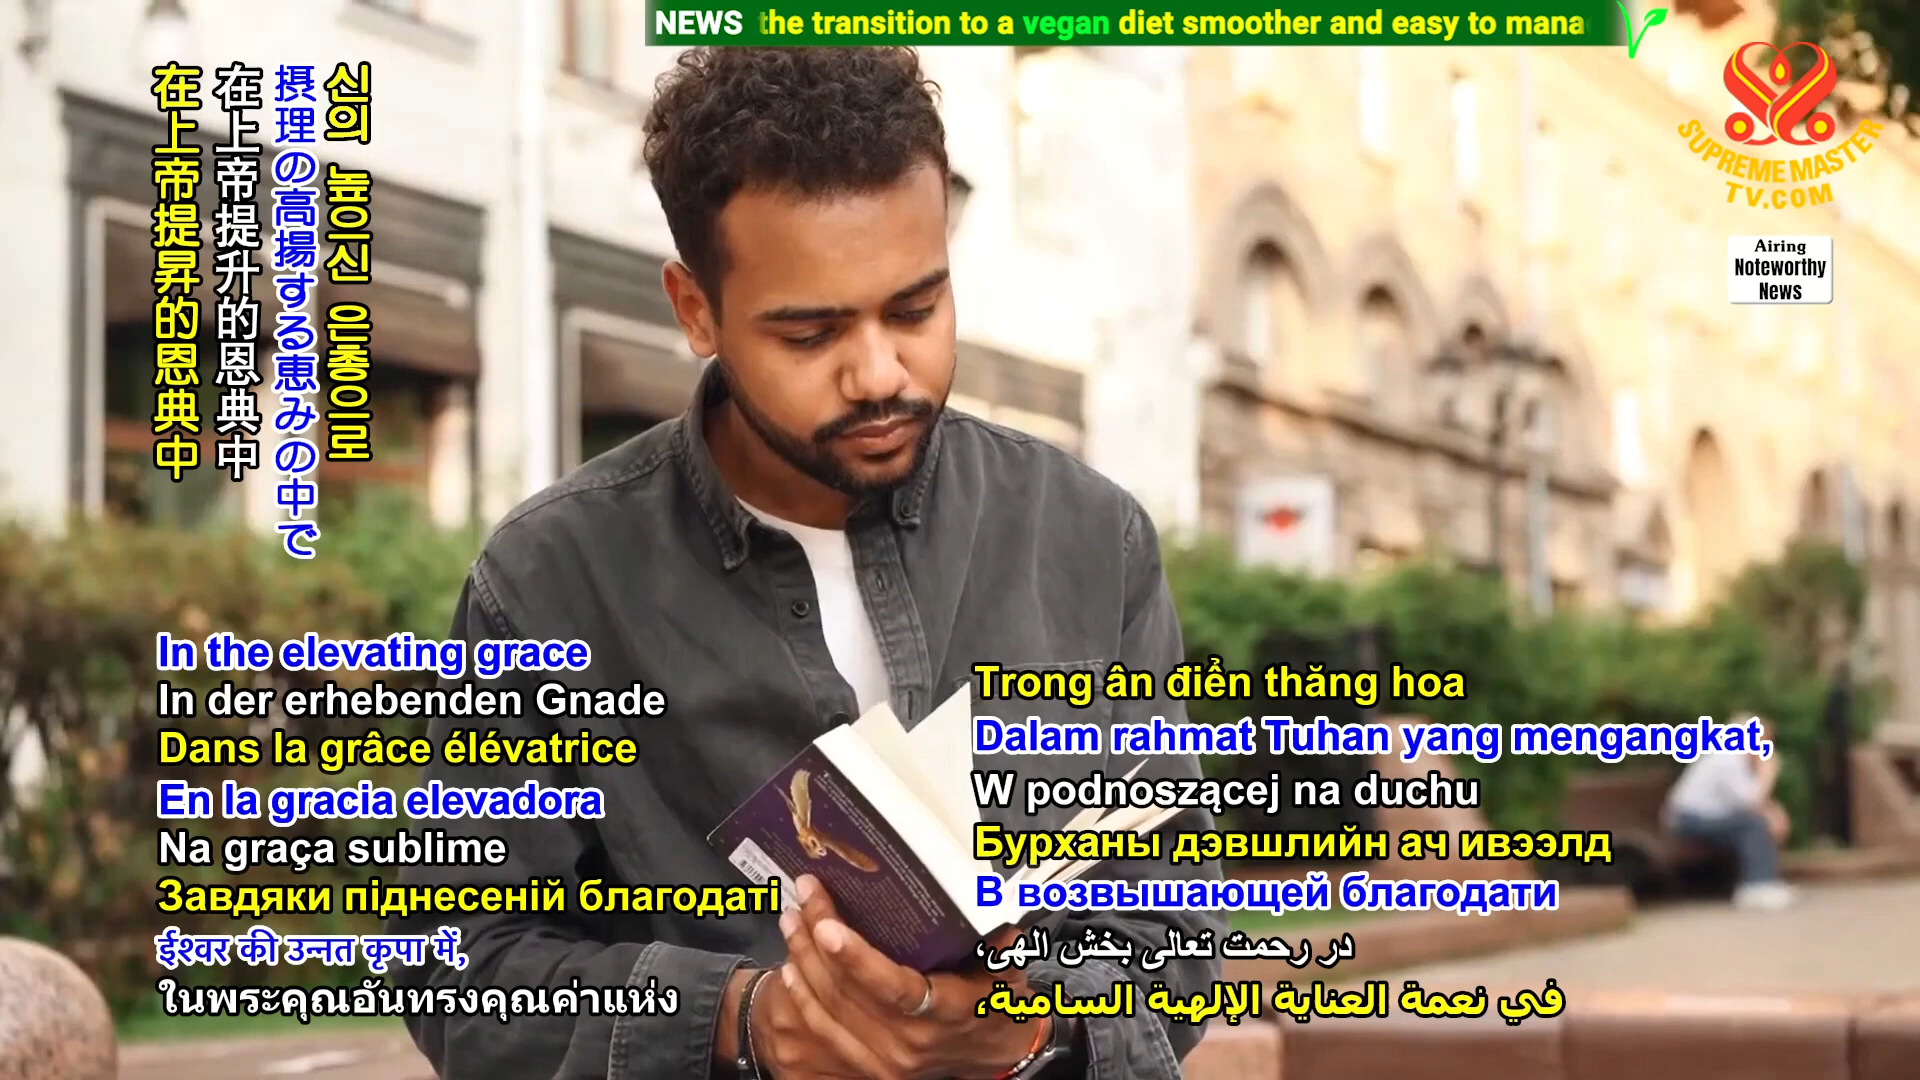 NEWS the transition to a vegan diet smoother and easy to mana
SUPREME MASTER
TV.COM
Airing
Noteworthy
News
신의 높으신 은총으로
摂理の高揚する恵みの中で
在上帝提升的恩典中
在上帝提昇的恩典中
In the elevating grace
In der erhebenden Gnade
Dans la grâce élévatrice
En la gracia elevadora
Na graça sublime
Завдяки піднесеній благодаті
ईश्वर की उन्नत कृपा में,
ในพระคุณอันทรงคุณค่าแห่ง
Trong ân điển thăng hoa
Dalam rahmat Tuhan yang mengangkat,
W podnoszącej na duchu
Бурханы дэвшлийн ач ивээлд
В возвышающей благодати
در رحمت تعالی بخش الهی،
في نعمة العناية الإلهية السامية،